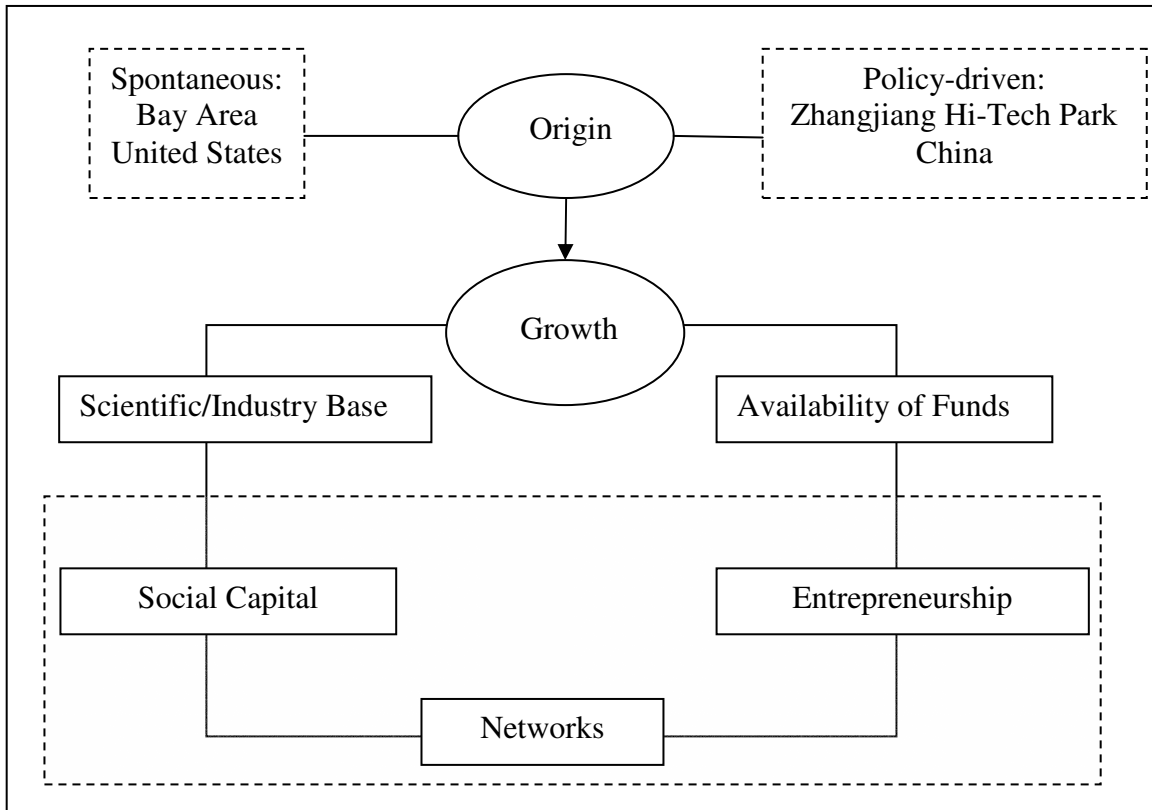 Spontaneous:
Bay Area
United States
Origin
Policy-driven:
Zhangjiang Hi-Tech Park
China
Growth
Scientific/Industry Base
Availability of Funds
Social Capital
Entrepreneurship
Networks